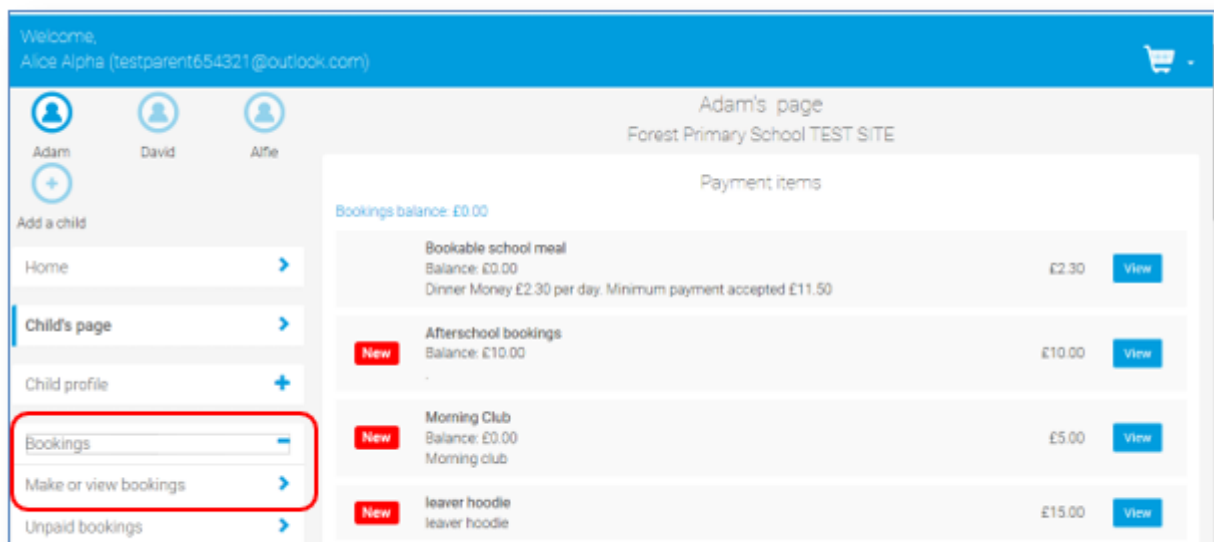 Welcome,
Alice Alpha (testparent654321@outlook.com)
Adam
David
Alfie
Add a child
Home
Child's page
Child profile
Bookings
Make or view bookings
Unpaid bookings
Adam's page
Forest Primary School TEST SITE
Payment items
Bookings balance: £0.00
Bookable school meal
Balance: £0.00
Dinner Money £2.30 per day. Minimum payment accepted £11.50
£2.30
View
New
Afterschool bookings
Balance: £10.00
.
£10.00
View
New
Morning Club
Balance: £0.00
Morning club
£5.00
View
New
leaver hoodie
leaver hoodie
£15.00
View